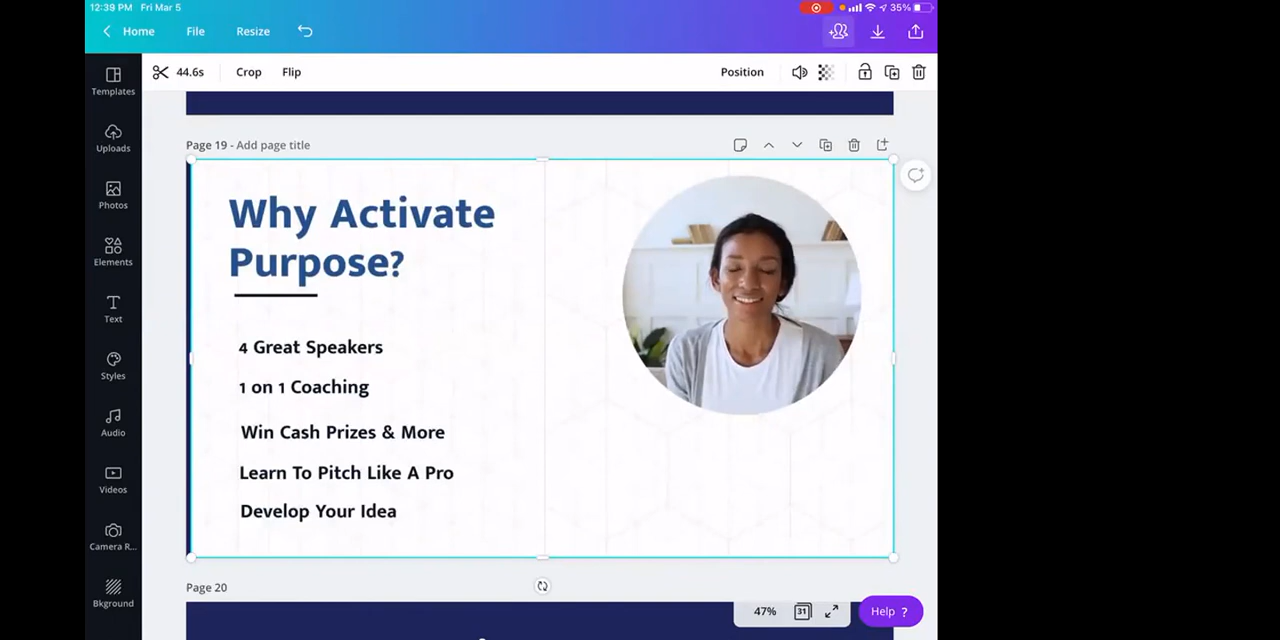 12:39 PM Fri Mar 5
35%
Home
File
Resize
44.6s
Crop
Flip
Position
Templates
Uploads
Photos
Elements
Text
Styles
Audio
Videos
Camera R...
Bkground
Page 19 - Add page title
Why Activate
Purpose?
4 Great Speakers
1 on 1 Coaching
Win Cash Prizes & More
Learn To Pitch Like A Pro
Develop Your Idea
Page 20
47%
31
Help ?